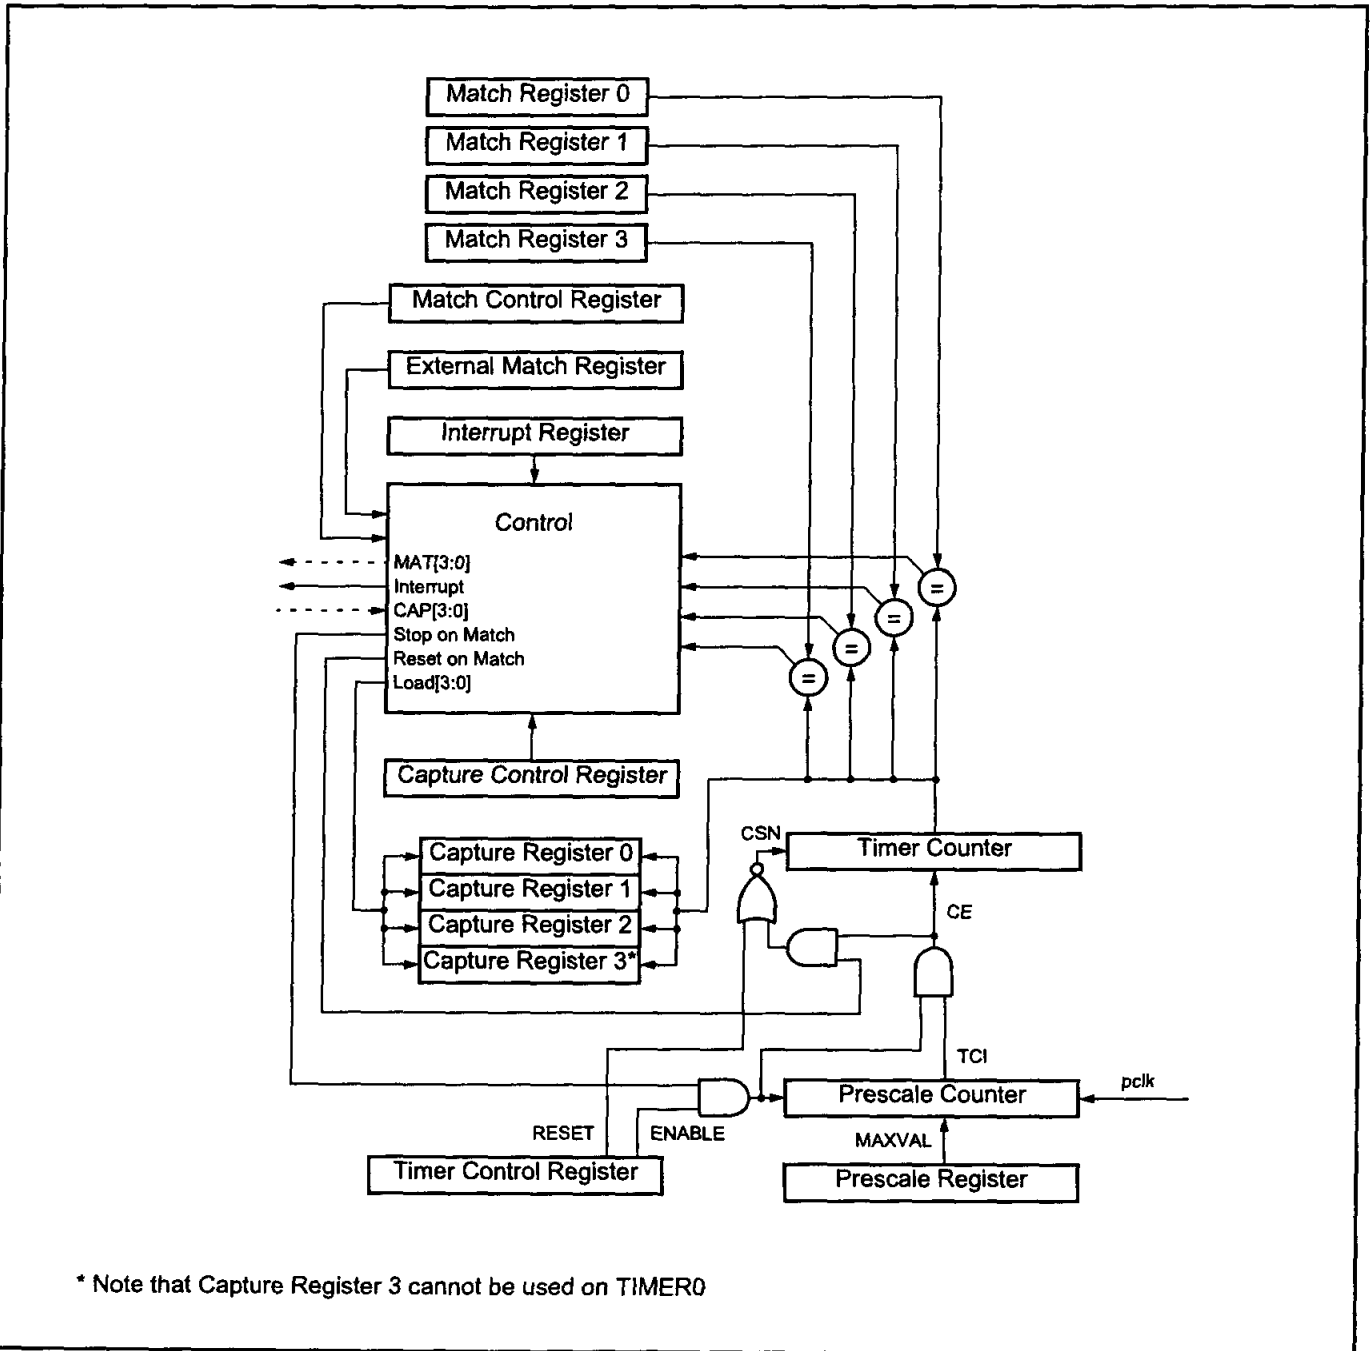 Match Register 0
Match Register 1
Match Register 2
Match Register 3
Match Control Register
External Match Register
Interrupt Register
Control
MAT[3:0]
Interrupt
CAP[3:0]
Stop on Match
Reset on Match
Load[3:0]
=
=
=
=
Capture Control Register
CSN
Timer Counter
Capture Register 0
Capture Register 1
Capture Register 2
Capture Register 3*
CE
TCI
Prescale Counter
pclk
RESET
ENABLE
MAXVAL
Timer Control Register
Prescale Register
* Note that Capture Register 3 cannot be used on TIMER0